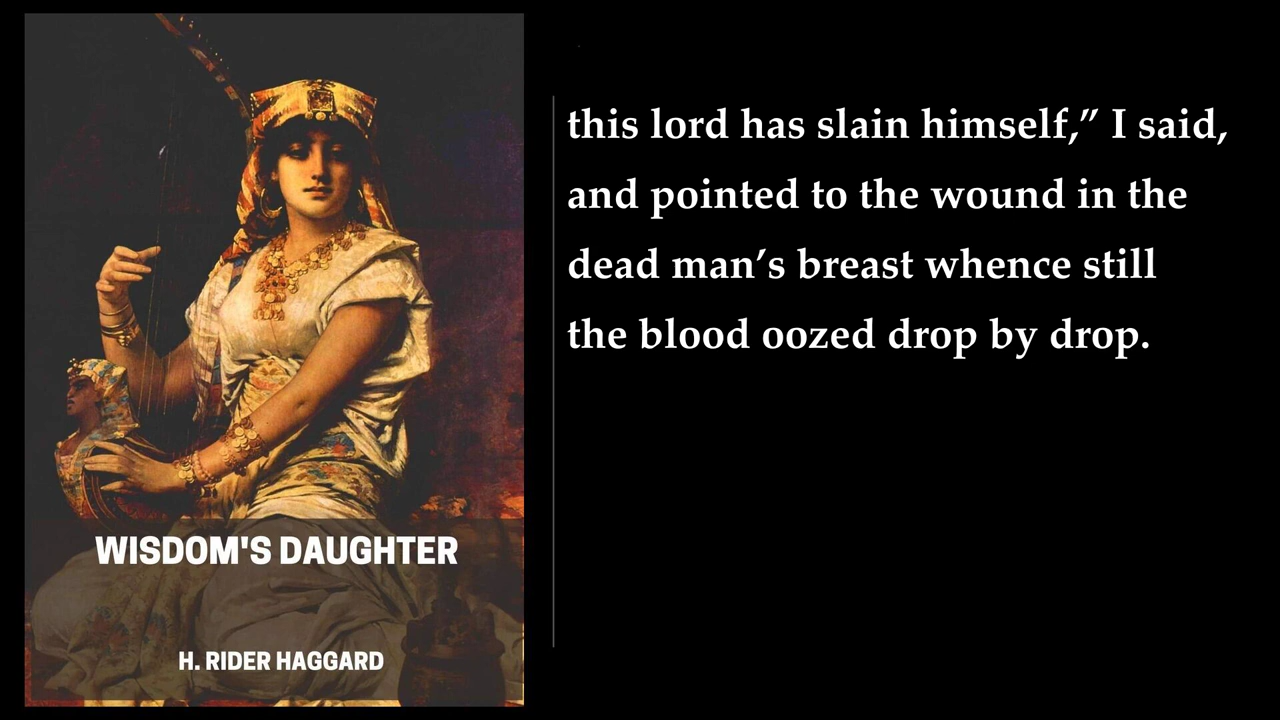 WISDOM'S DAUGHTER
H. RIDER HAGGARD
this lord has slain himself,” I said,
and pointed to the wound in the
dead man’s breast whence still
the blood oozed drop by drop.